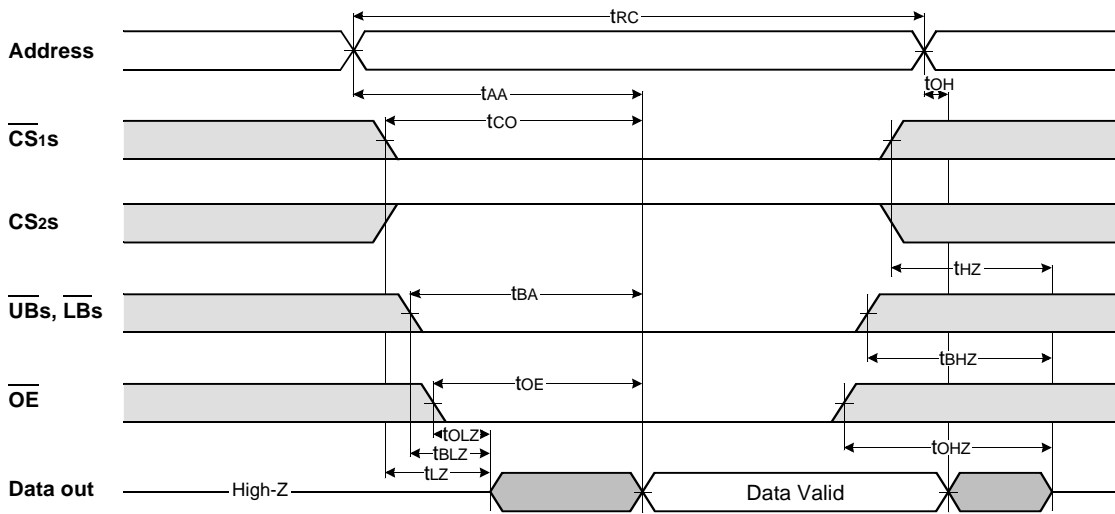 tRC
Address
tAA
tOH
CS1s
tCO
CS2s
tHZ
UBs, LBs
tBA
tBHZ
OE
tOE
tOLZ
tBLZ
tOHZ
tLZ
Data out
High-Z
Data Valid